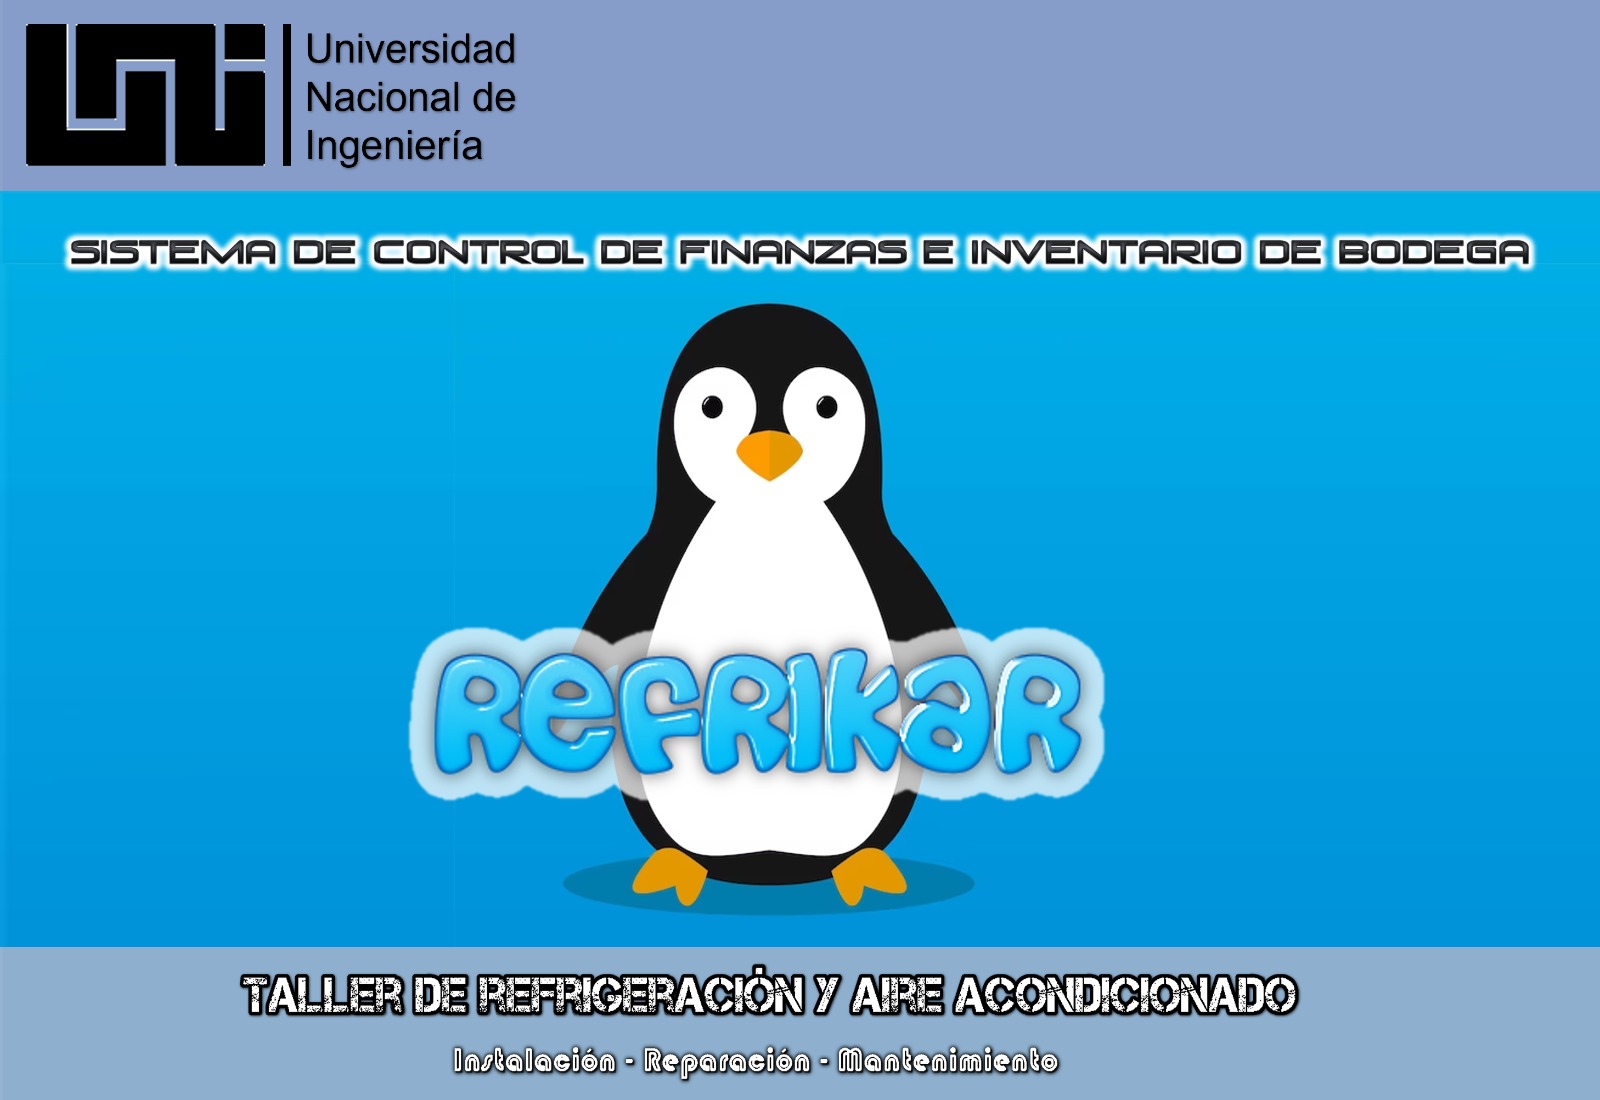 uni
Universidad
Nacional de
Ingeniería
SISTEMA DE CONTROL DE FINANZAS E INVENTARIO DE BODEGA
REFRIKAR
TALLER DE REFRIGERACIÓN Y AIRE ACONDICIONADO
Instalación - Reparación - Mantenimiento